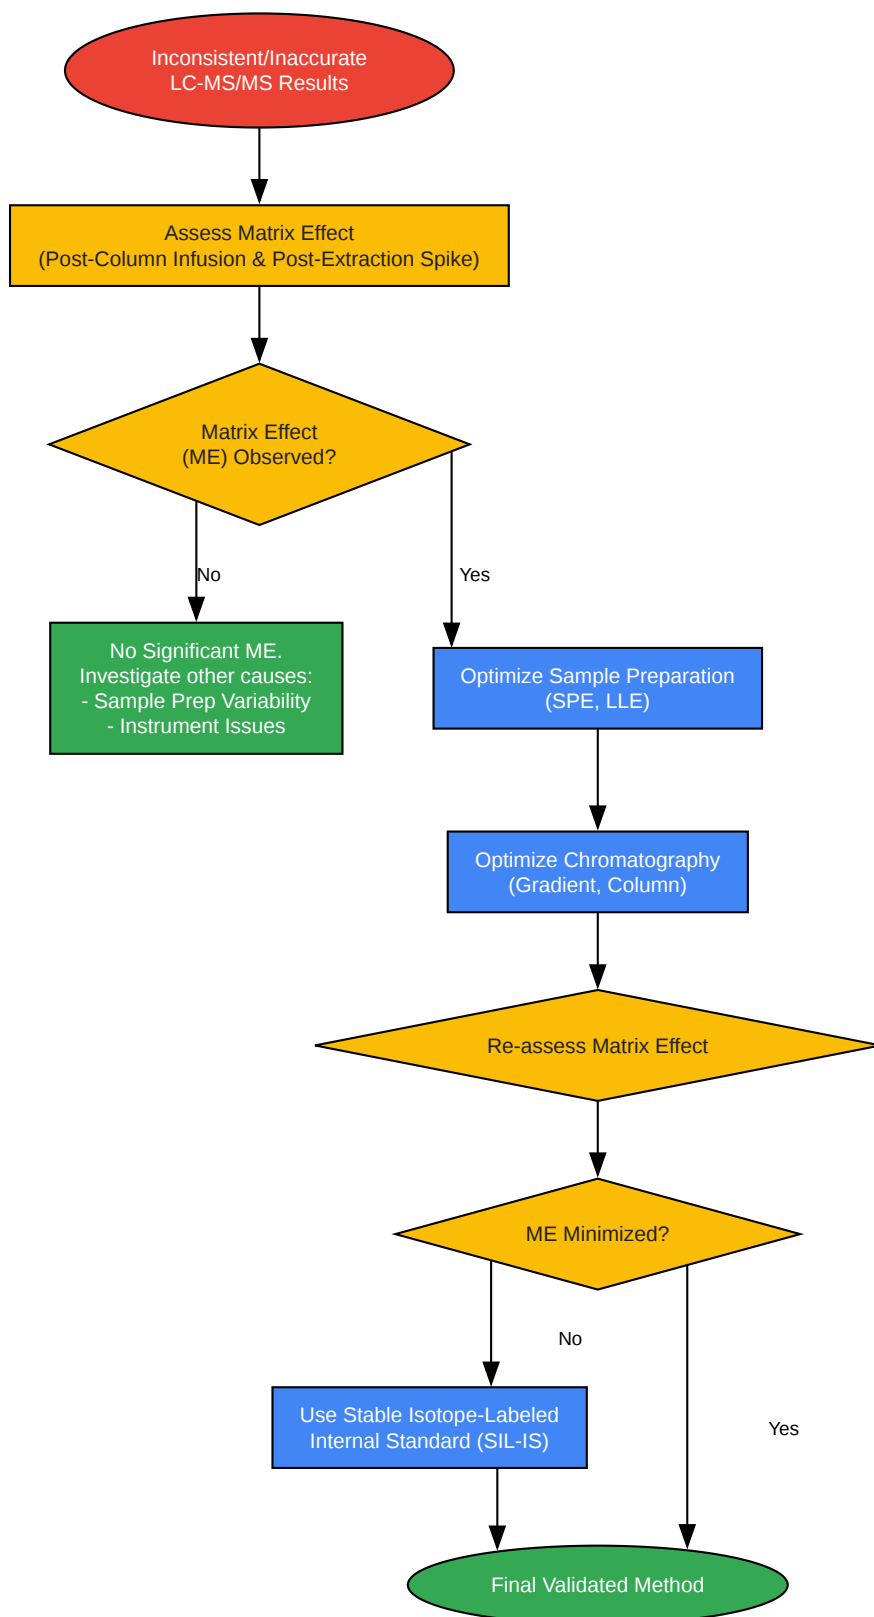 Inconsistent/Inaccurate
LC-MS/MS Results
Assess Matrix Effect
(Post-Column Infusion & Post-Extraction Spike)
Matrix Effect
(ME) Observed?
No
Yes
No Significant ME.
Investigate other causes:
- Sample Prep Variability
- Instrument Issues
Optimize Sample Preparation
(SPE, LLE)
Optimize Chromatography
(Gradient, Column)
Re-assess Matrix Effect
ME Minimized?
No
Yes
Use Stable Isotope-Labeled
Internal Standard (SIL-IS)
Final Validated Method